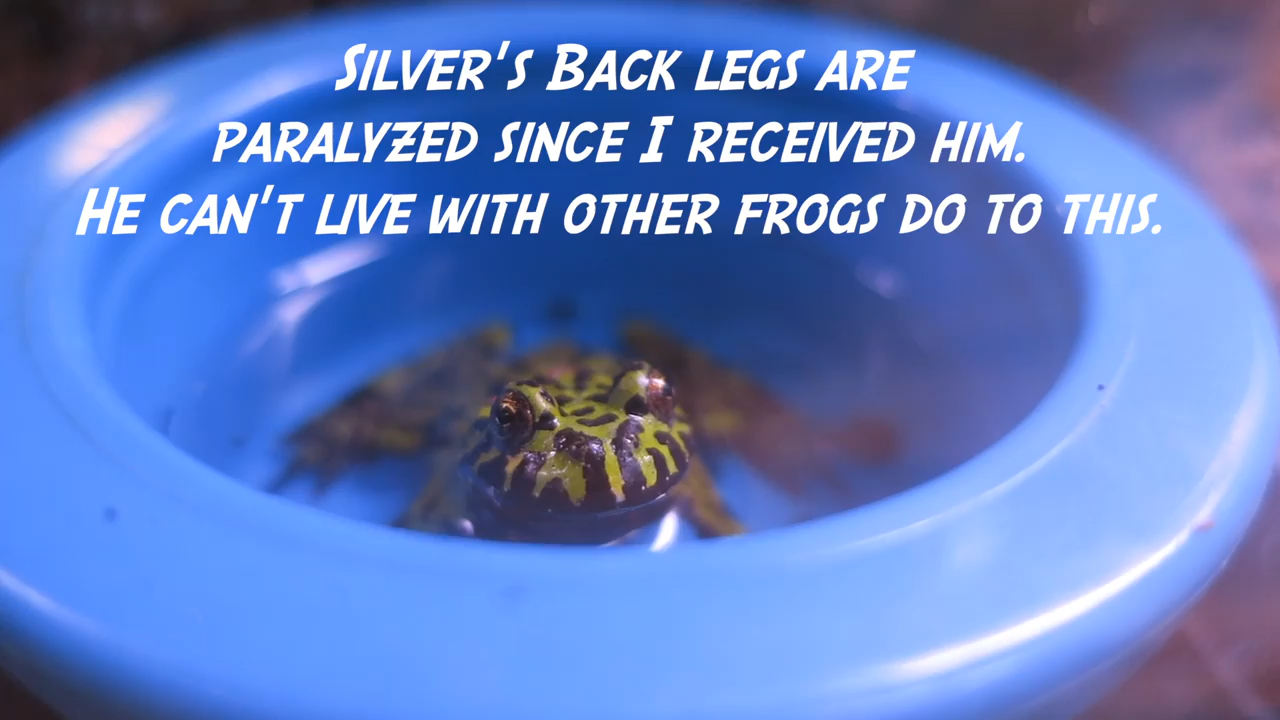 Silver's Back legs are
paralyzed since I received him.
He can't live with other frogs do to this.